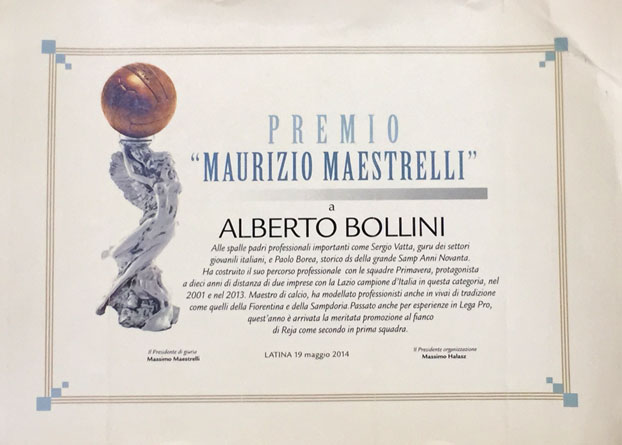 PREMIO
"MAURIZIO MAESTRELLI"
a
ALBERTO BOLLINI
Alle spalle padri professionali importanti come Sergio Vatta, guru dei settori
giovanili italiani, e Paolo Borea, storico ds della grande Samp Anni Novanta.
Ha costruito il suo percorso professionale con le squadre Primavera, protagonista
a dieci anni di distanza di due imprese con la Lazio campione d'Italia in questa categoria, nel
2001 e nel 2013. Maestro di calcio, ha modellato professionisti anche in vivai di tradizione
come quelli della Fiorentina e della Sampdoria.Passato anche per esperienze in Lega Pro,
quest'anno è arrivata la meritata promozione al fianco
di Reja come secondo in prima squadra.
Il Presidente di giuria
Massimo Maestrelli
LATINA 19 maggio 2014
Il Presidente organizzazione
Massimo Halasz